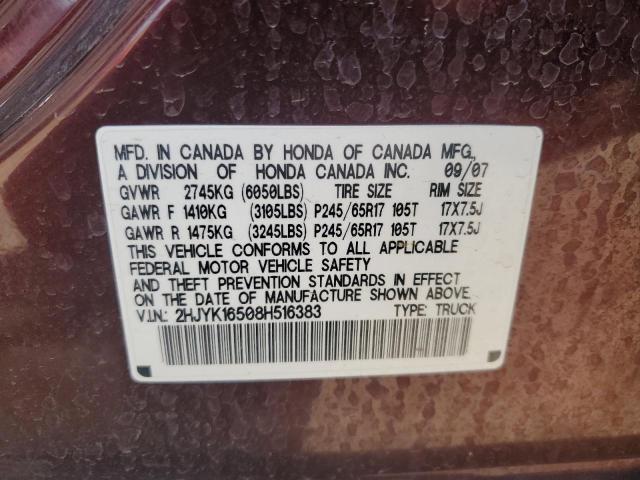 MFD. IN CANADA BY HONDA OF CANADA MFG.,
A DIVISION OF HONDA CANADA INC. 09/07
GVWR 2745KG (6050LBS) TIRE SIZE RIM SIZE
GAWR F 1410KG (3105LBS) P245/65R17 105T 17X7.5J
GAWR R 1475KG (3245LBS) P245/65R17 105T 17X7.5J
THIS VEHICLE CONFORMS TO ALL APPLICABLE
FEDERAL MOTOR VEHICLE SAFETY
AND THEFT PREVENTION STANDARDS IN EFFECT
ON THE DATE OF MANUFACTURE SHOWN ABOVE.
V.I.N.: 2HJYK16508H516383 TYPE: TRUCK